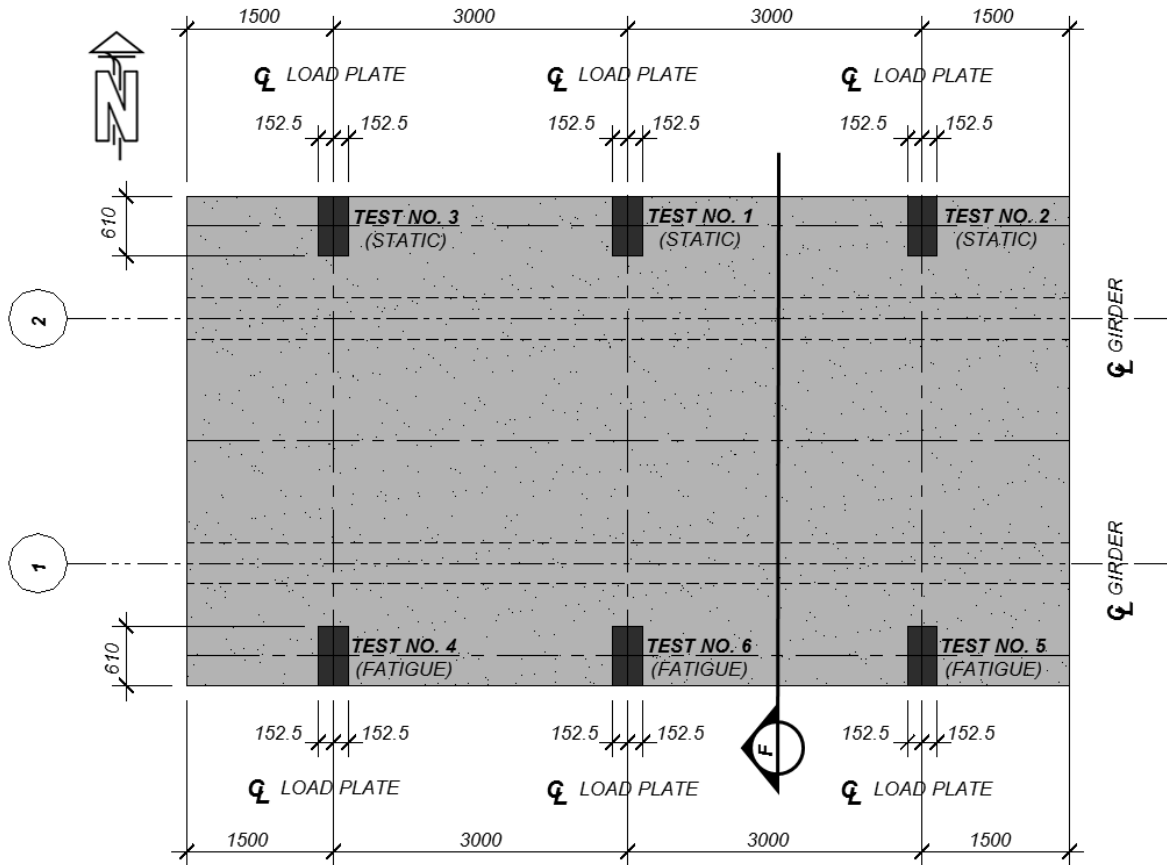 1500 3000 3000 1500
N
℄ LOAD PLATE ℄ LOAD PLATE ℄ LOAD PLATE
152.5 152.5 152.5 152.5 152.5 152.5
610
TEST NO. 3 TEST NO. 1 TEST NO. 2
(STATIC) (STATIC) (STATIC)
2
℄ GIRDER
1
℄ GIRDER
610
TEST NO. 4 TEST NO. 6 TEST NO. 5
(FATIGUE) (FATIGUE) (FATIGUE)
152.5 152.5 152.5 152.5 152.5 152.5
F
℄ LOAD PLATE ℄ LOAD PLATE ℄ LOAD PLATE
1500 3000 3000 1500